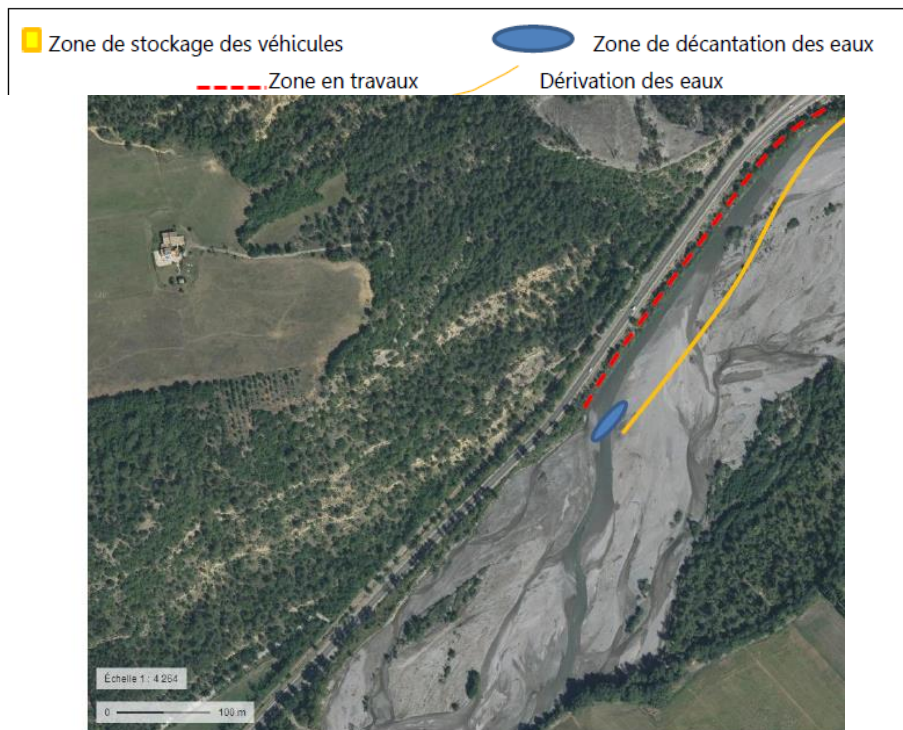 Zone de stockage des véhicules
Zone de décantation des eaux
Zone en travaux
Dérivation des eaux
Échelle 1 : 4 264
0
100 m